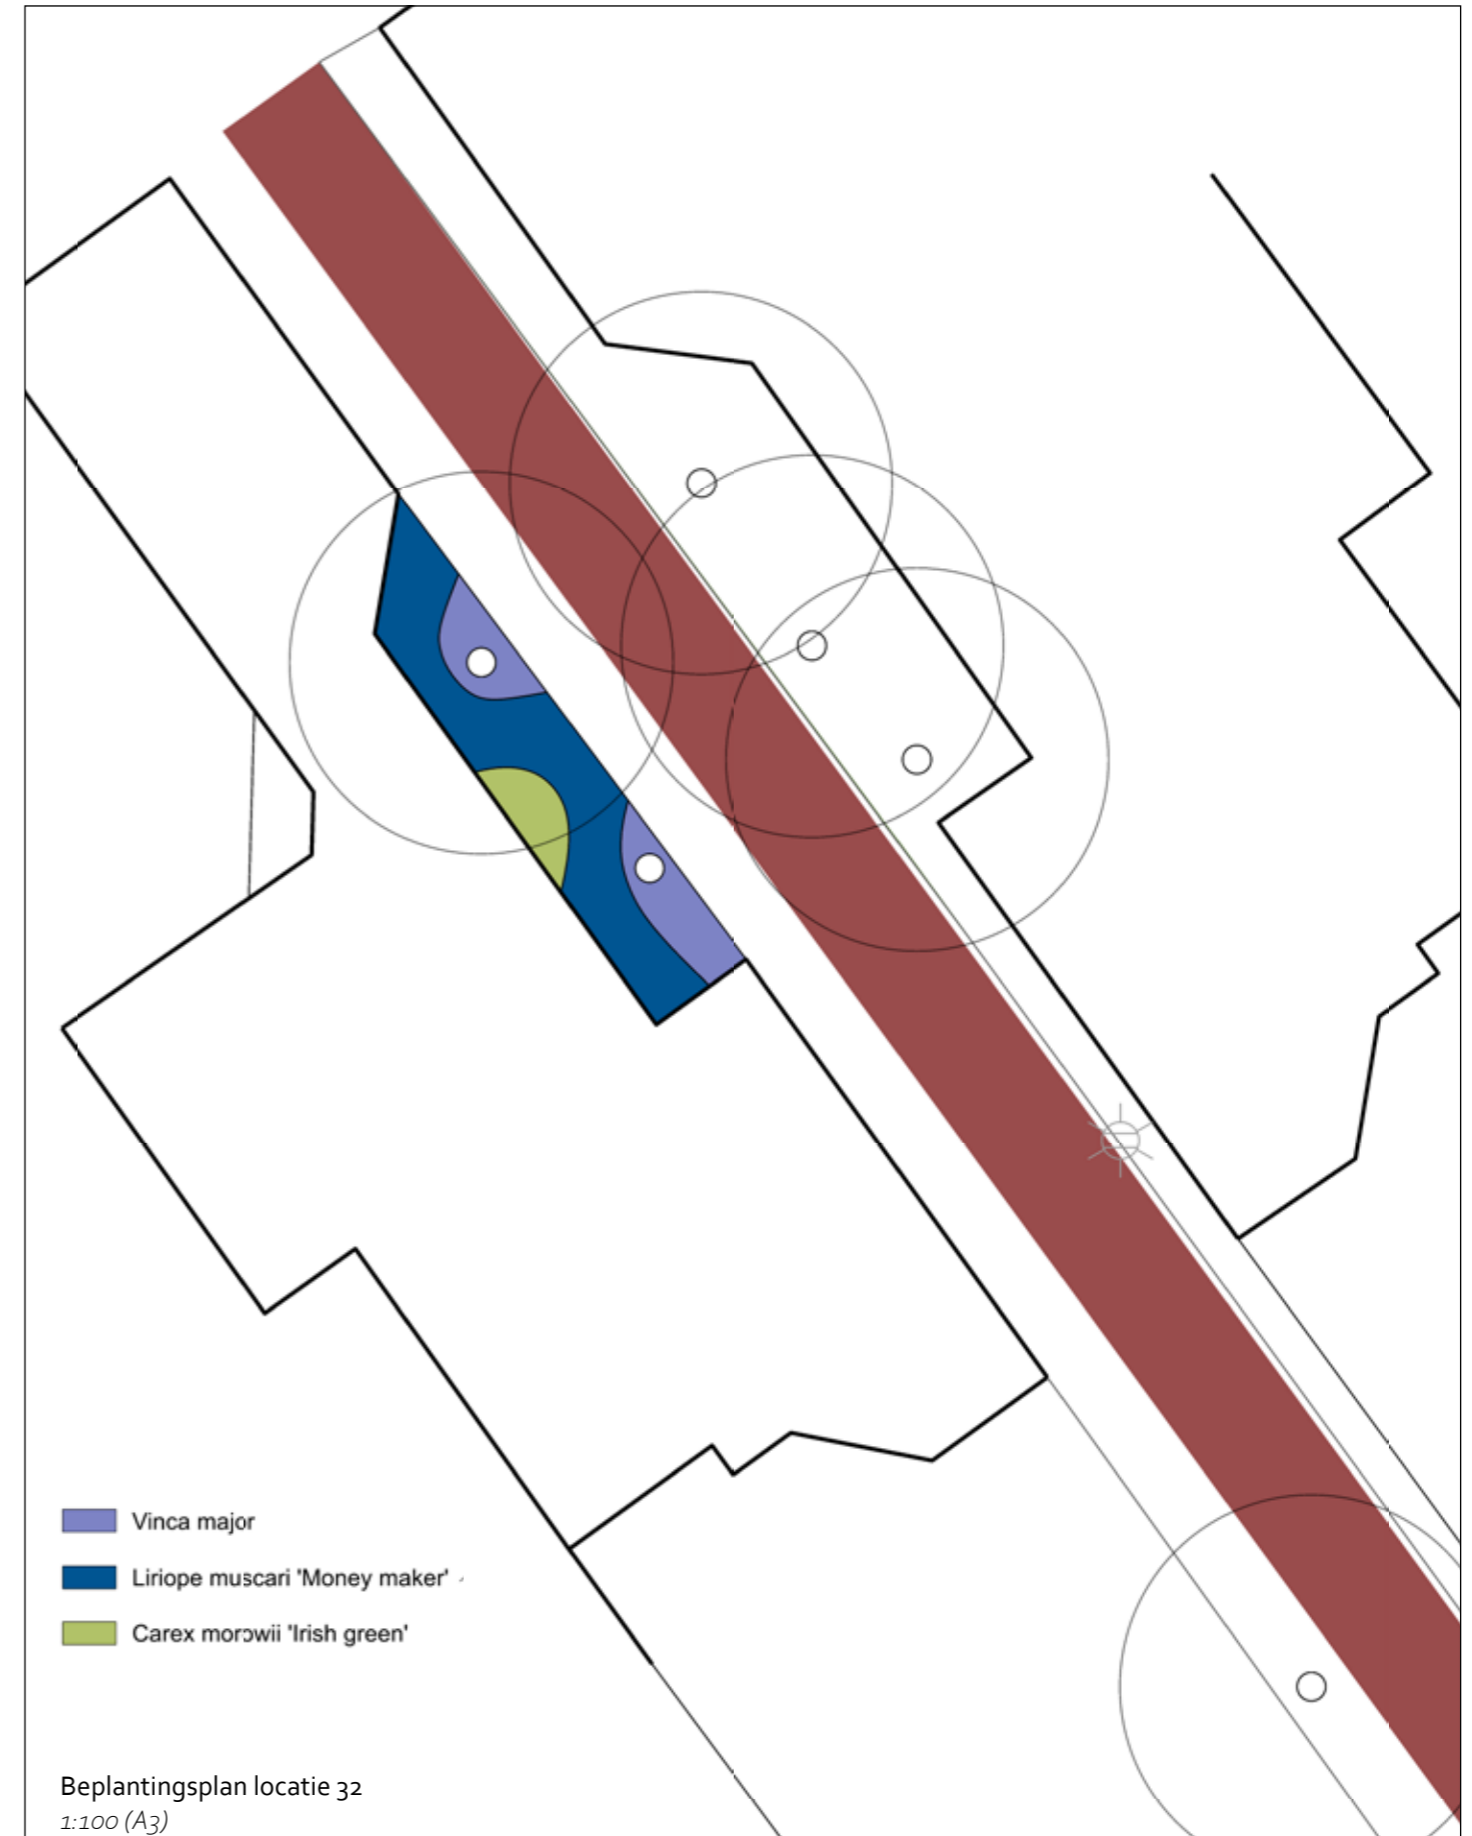 Vinca major
Liriope muscari 'Money maker'
Carex morowii 'Irish green'
Beplantingsplan locatie 32
1:100 (A3)